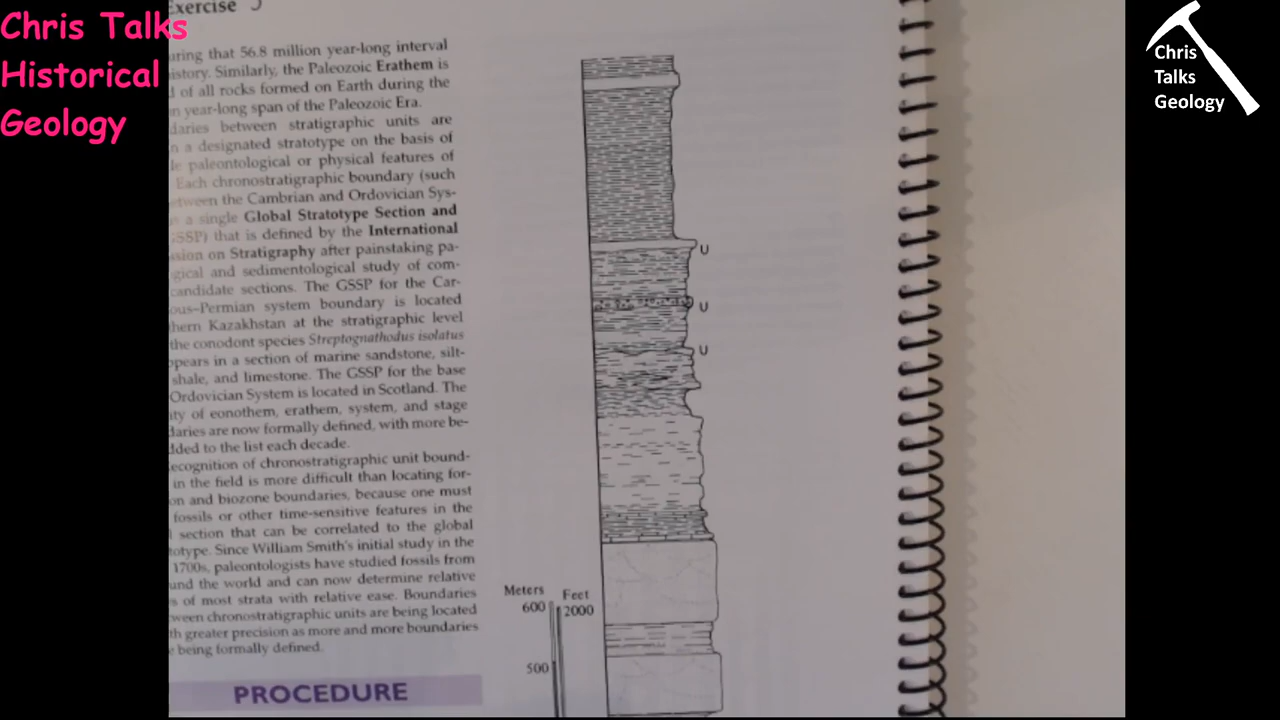 Chris Talks
Historical
Geology
Chris
Talks
Geology
Exercise
aring that 56.8 million year-long interval
istory. Similarly, the Paleozoic Erathem is
d of all rocks formed on Earth during the
n year-long span of the Paleozoic Era.
daries between stratigraphic units are
n a designated stratotype on the basis of
le paleontological or physical features of
Each chronostratigraphic boundary (such
tween the Cambrian and Ordovician Sys-
s a single Global Stratotype Section and
GSSP) that is defined by the International
ssion on Stratigraphy after painstaking pa-
gical and sedimentological study of com-
candidate sections. The GSSP for the Car-
ous–Permian system boundary is located
hern Kazakhstan at the stratigraphic level
the conodont species Streptognathodus isolatus
ppears in a section of marine sandstone, silt-
shale, and limestone. The GSSP for the base
Ordovician System is located in Scotland. The
ity of eonothem, erathem, system, and stage
daries are now formally defined, with more be-
dded to the list each decade.
ecognition of chronostratigraphic unit bound-
in the field is more difficult than locating for-
on and biozone boundaries, because one must
fossils or other time-sensitive features in the
l section that can be correlated to the global
totype. Since William Smith's initial study in the
1700s, paleontologists have studied fossils from
und the world and can now determine relative
s of most strata with relative ease. Boundaries
ween chronostratigraphic units are being located
th greater precision as more and more boundaries
e being formally defined.
PROCEDURE
U
U
U
Meters Feet
600 2000
500